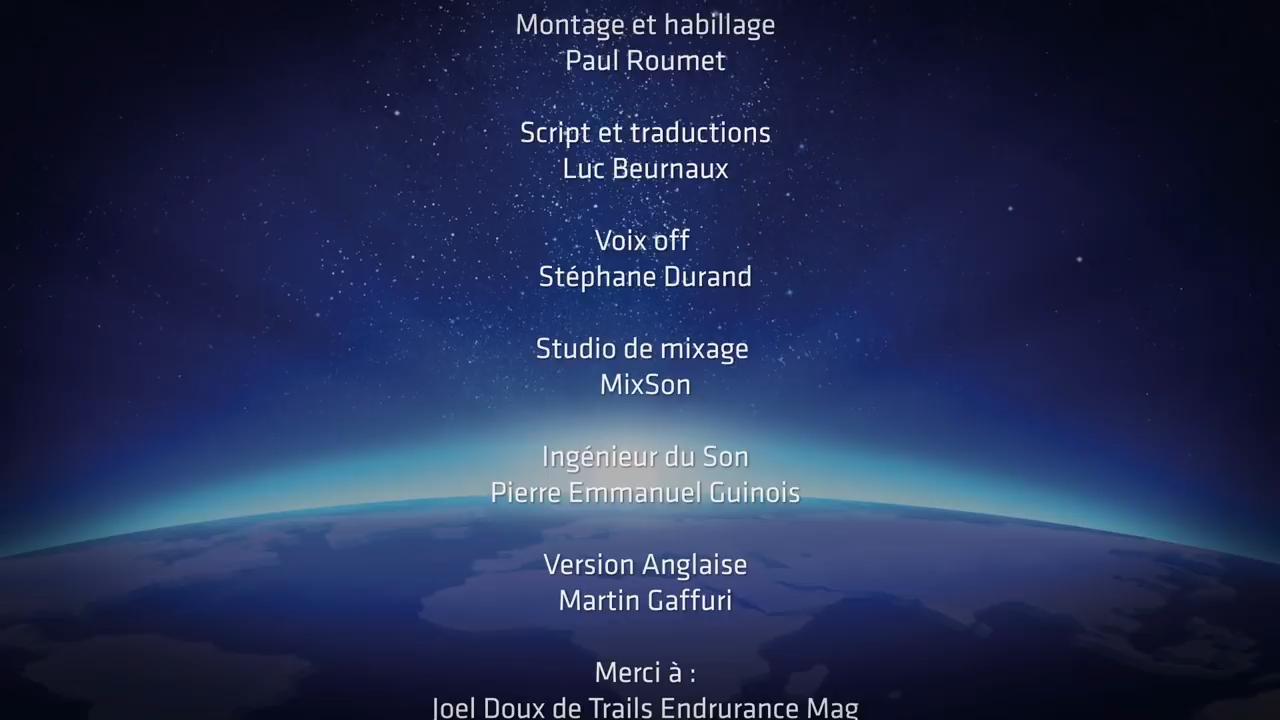 Montage et habillage
Paul Roumet
Script et traductions
Luc Beurnaux
Voix off
Stéphane Durand
Studio de mixage
MixSon
Ingénieur du Son
Pierre Emmanuel Guinois
Version Anglaise
Martin Gaffuri
Merci à :
Joel Doux de Trails Endrurance Mag